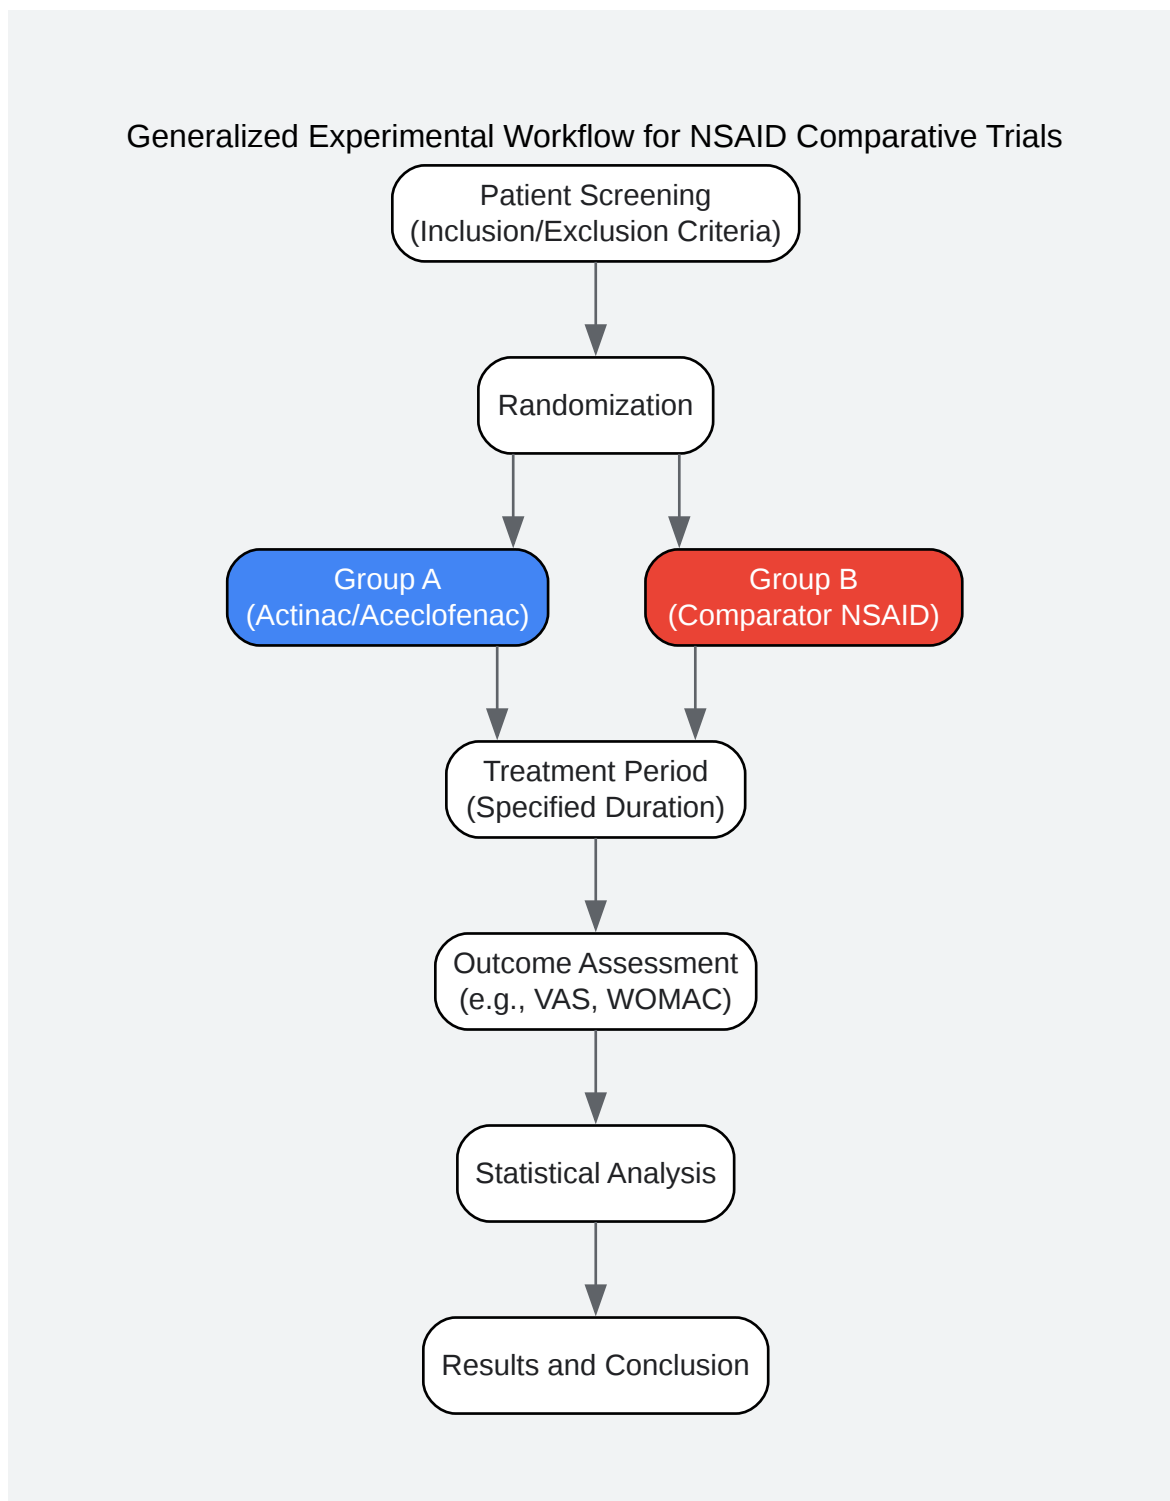 Generalized Experimental Workflow for NSAID Comparative Trials
Patient Screening
(Inclusion/Exclusion Criteria)
Randomization
Group A
(Actinac/Aceclofenac)
Group B
(Comparator NSAID)
Treatment Period
(Specified Duration)
Outcome Assessment
(e.g., VAS, WOMAC)
Statistical Analysis
Results and Conclusion